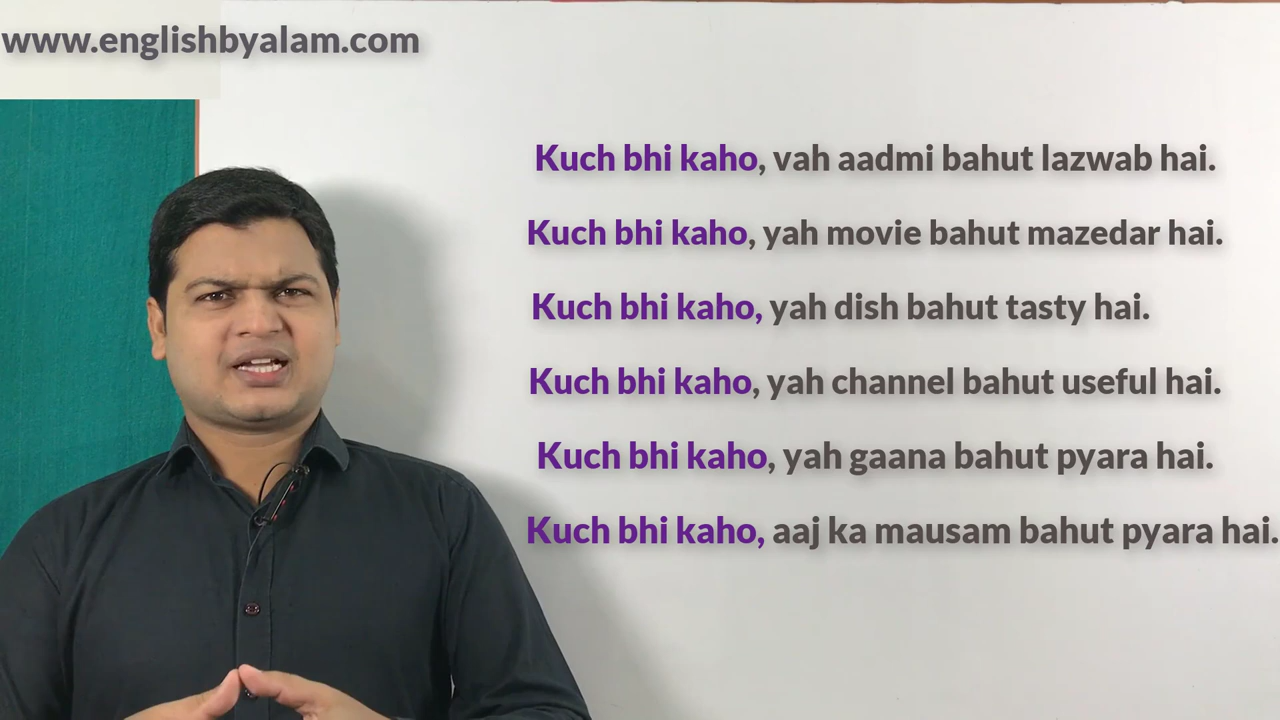 www.englishbyalam.com
Kuch bhi kaho, vah aadmi bahut lazwab hai.
Kuch bhi kaho, yah movie bahut mazedar hai.
Kuch bhi kaho, yah dish bahut tasty hai.
Kuch bhi kaho, yah channel bahut useful hai.
Kuch bhi kaho, yah gaana bahut pyara hai.
Kuch bhi kaho, aaj ka mausam bahut pyara hai.